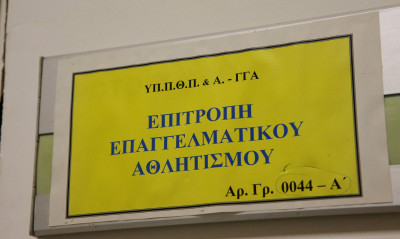 ΥΠ.Π.Θ.Π. & Α. - ΓΓΑ
ΕΠΙΤΡΟΠΗ
ΕΠΑΓΓΕΛΜΑΤΙΚΟΥ
ΑΘΛΗΤΙΣΜΟΥ
Αρ. Γρ. 0044 – Α΄